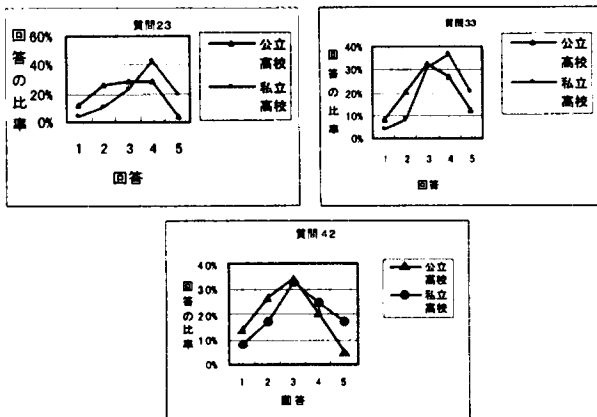 質問23
回答の比率
60%
40%
20%
0%
1 2 3 4 5
回答
公立
高校
私立
高校
質問33
回答の比率
40%
30%
20%
10%
0%
1 2 3 4 5
回答
公立
高校
私立
高校
質問42
回答の比率
40%
30%
20%
10%
0%
1 2 3 4 5
回答
公立
高校
私立
高校